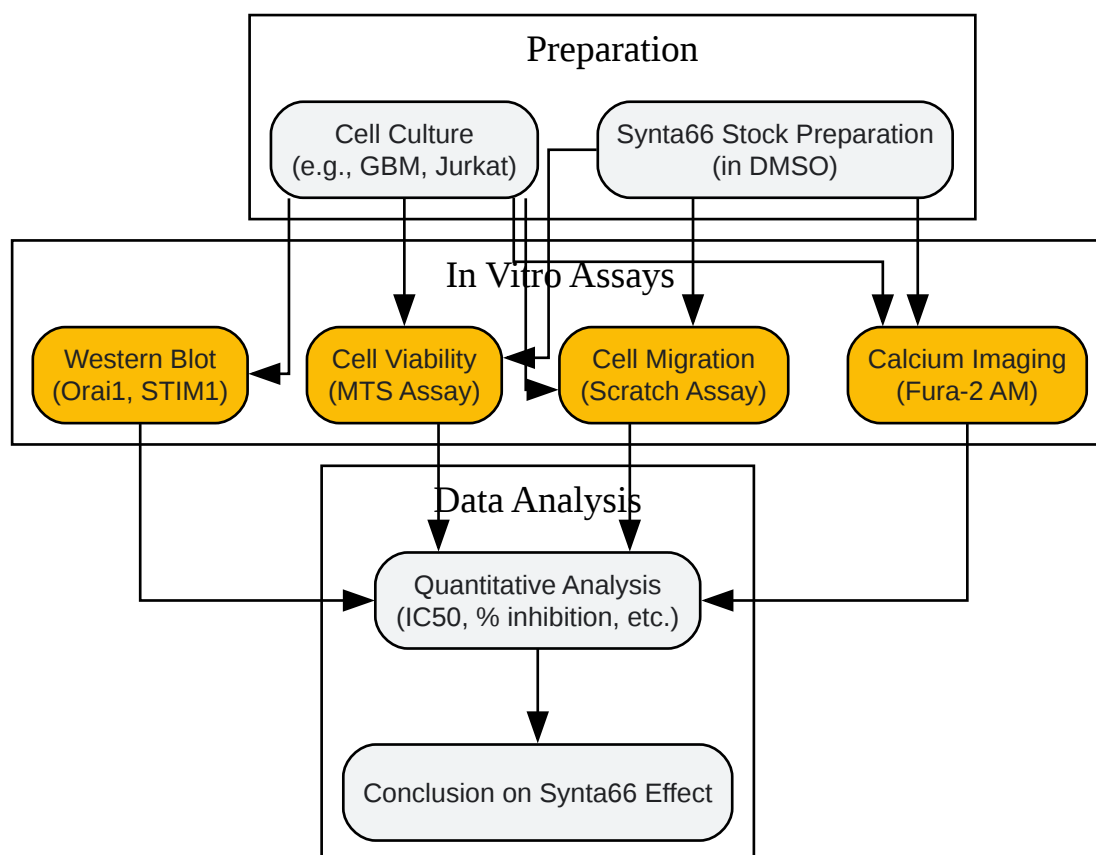 Preparation
Cell Culture
(e.g., GBM, Jurkat)
Synta66 Stock Preparation
(in DMSO)
In Vitro Assays
Western Blot
(Orai1, STIM1)
Cell Viability
(MTS Assay)
Cell Migration
(Scratch Assay)
Calcium Imaging
(Fura-2 AM)
Data Analysis
Quantitative Analysis
(IC50, % inhibition, etc.)
Conclusion on Synta66 Effect